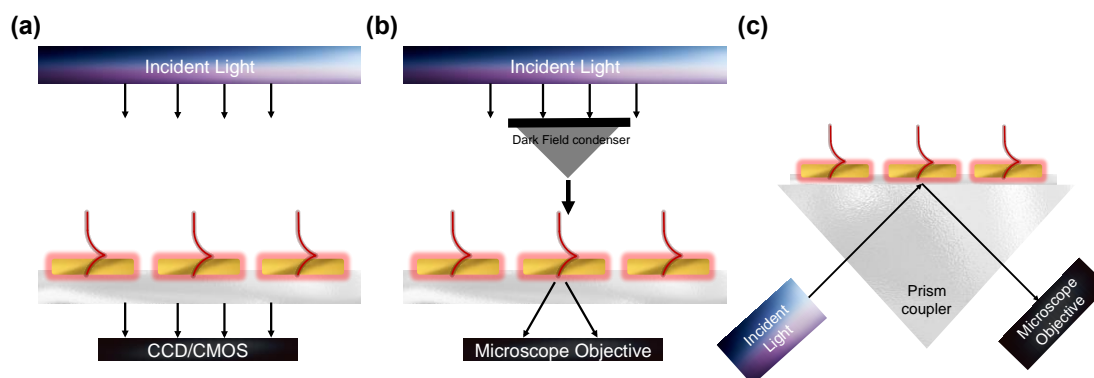 (a)
Incident Light
CCD/CMOS
(b)
Incident Light
Dark Field condenser
Microscope Objective
(c)
Prism
coupler
Incident
Light
Microscope
Objective